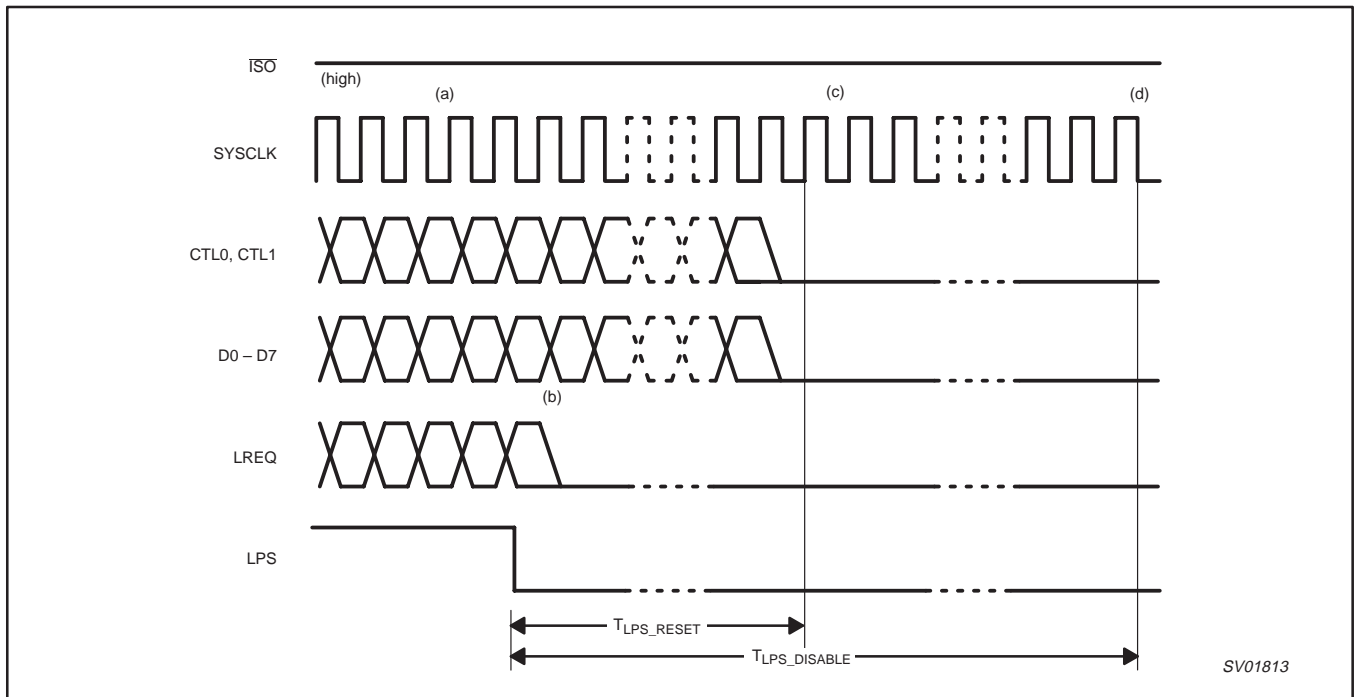 ISO
(high)
(a)
(c)
(d)
SYSCLK
CTL0, CTL1
D0 – D7
(b)
LREQ
LPS
TLPS_RESET
TLPS_DISABLE
SV01813